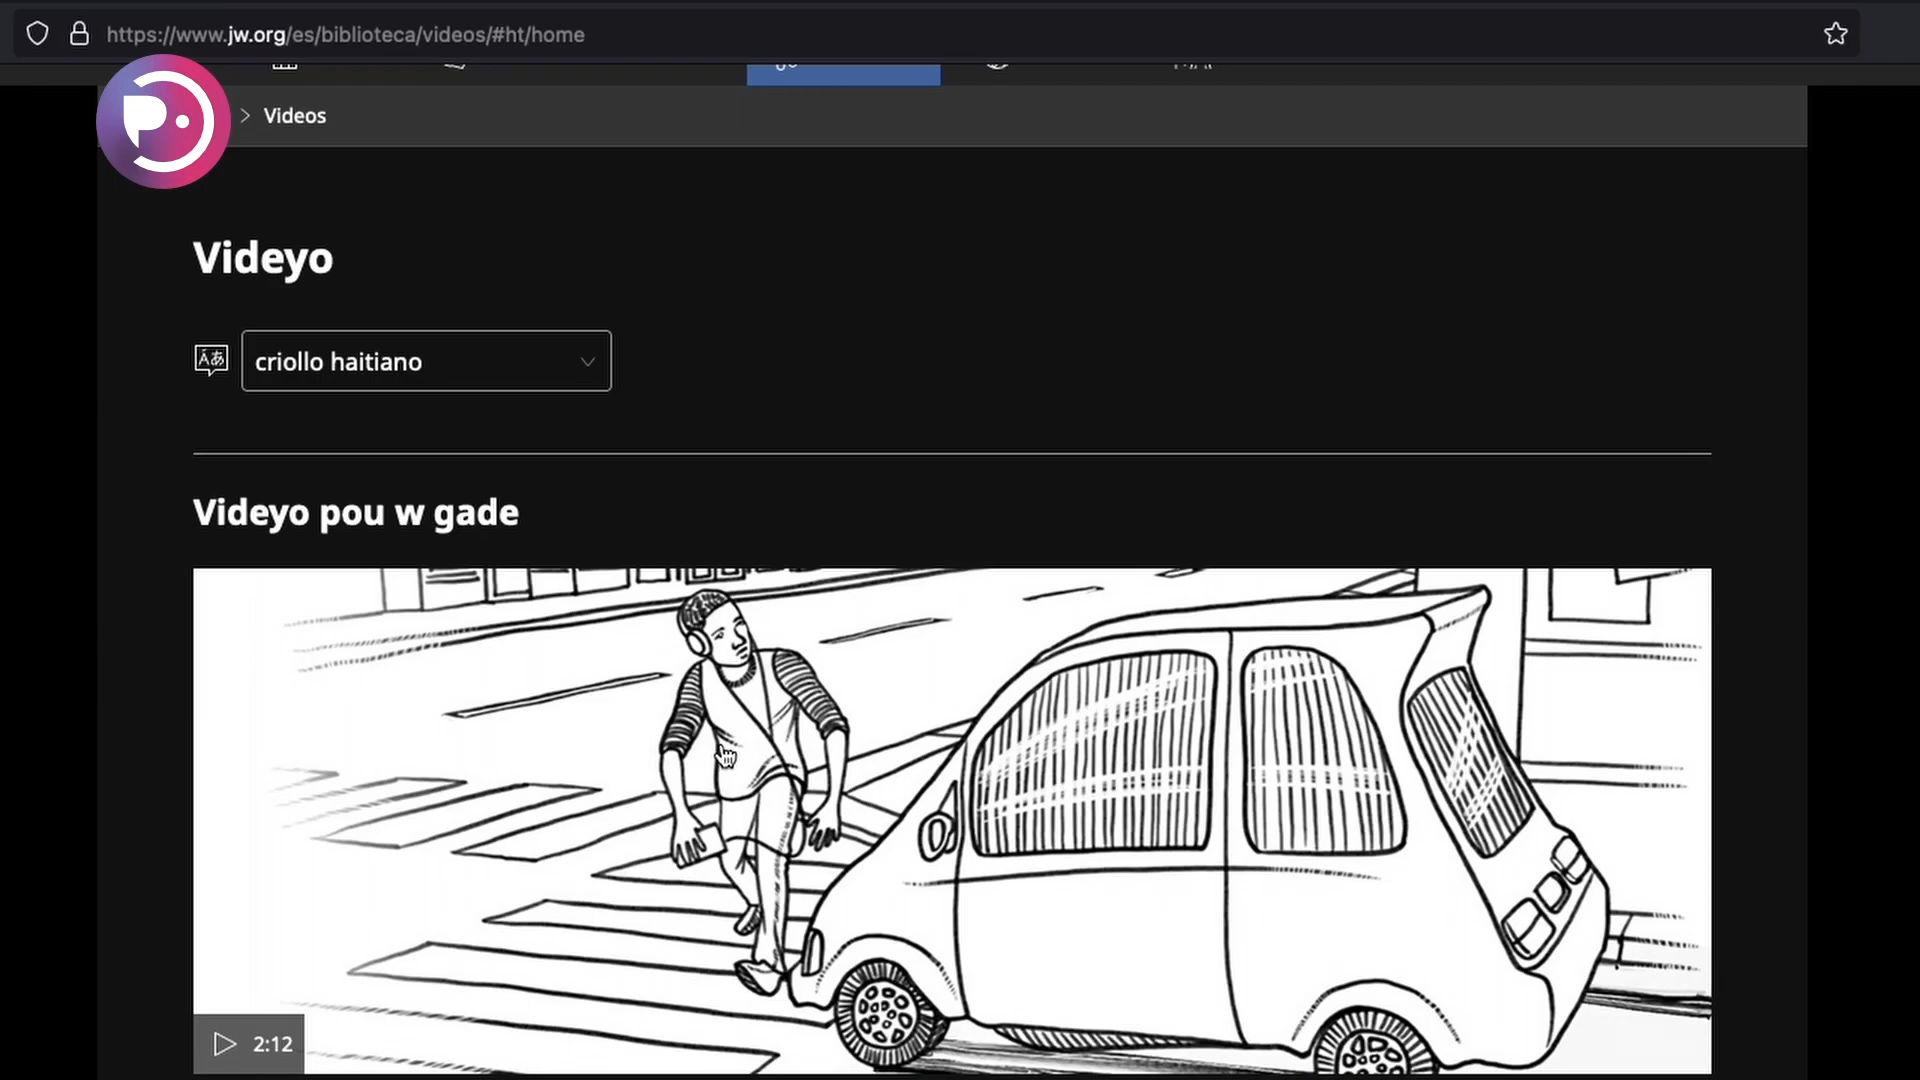 https://www.jw.org/es/biblioteca/videos/#ht/home
Videos
Videyo
criollo haitiano
Videyo pou w gade
2:12